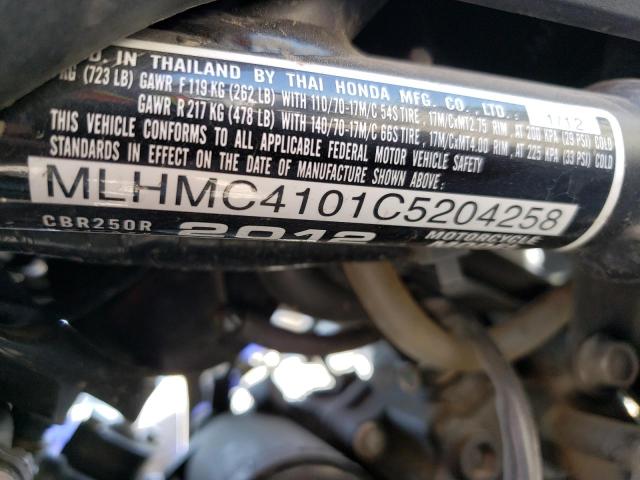 D. IN THAILAND BY THAI HONDA MFG. CO., LTD. 1/12
KG (723 LB) GAWR F 119 KG (262 LB) WITH 110/70-17M/C 54S TIRE, 17M/CxMT2.75 RIM, AT 200 KPA (29 PSI) COLD
GAWR R 217 KG (478 LB) WITH 140/70-17M/C 66S TIRE, 17M/CxMT4.00 RIM, AT 225 KPA (33 PSI) COLD
THIS VEHICLE CONFORMS TO ALL APPLICABLE FEDERAL MOTOR VEHICLE SAFETY
STANDARDS IN EFFECT ON THE DATE OF MANUFACTURE SHOWN ABOVE:
MLHMC4101C5204258
CBR250R 2012 MOTORCYCLE